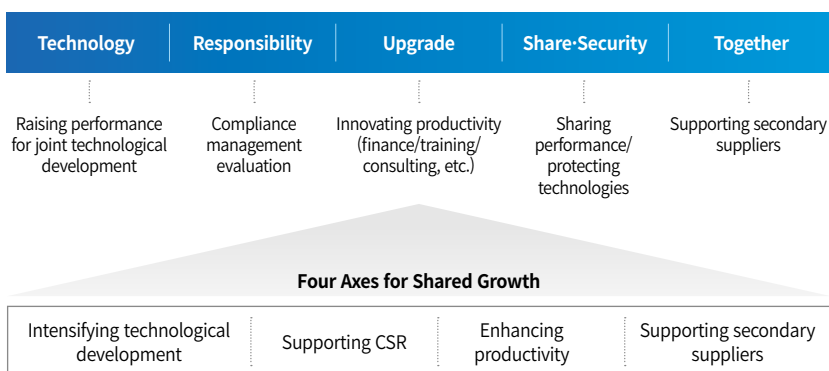 Technology
Responsibility
Upgrade
Share·Security
Together
Raising performance
for joint technological
development
Compliance
management
evaluation
Innovating productivity
(finance/training/
consulting, etc.)
Sharing
performance/
protecting
technologies
Supporting secondary
suppliers
Four Axes for Shared Growth
Intensifying technological
development
Supporting CSR
Enhancing
productivity
Supporting secondary
suppliers